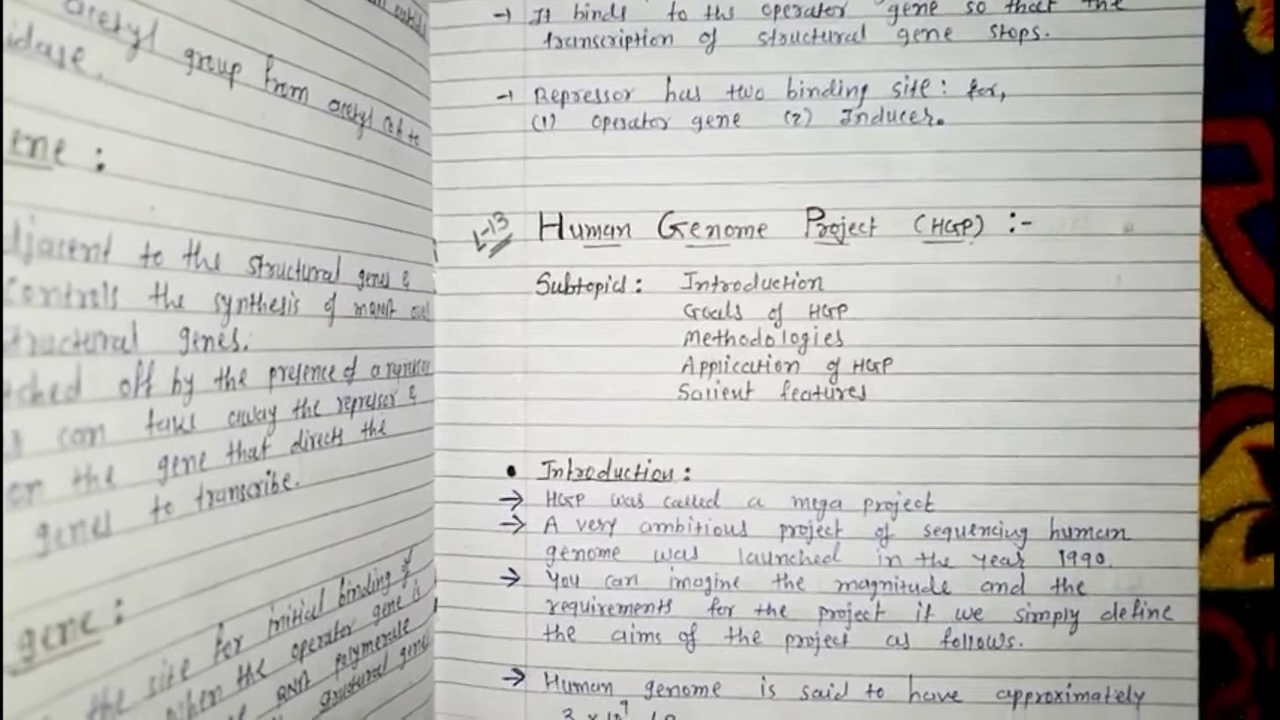 acetyl group from acetyl
idase.
ene :
djacent to the structural genes &
controls the synthesis of mRNA
tructural genes.
ched off by the presence of a
can take away the represser &
on the gene that directs the
genes to transcribe.
gene :
the site for initial binding of
when the operator gene is
RNA polymerase
structural gene
→ It binds to the operator gene so that the
transcription of structural gene stops.
→ Repressor has two binding site : for,
(1) operator gene (2) Inducer.
L-13 Human Genome Project (HGP) :-
Subtopics : Introduction
Goals of HGP
Methodologies
Application of HGP
Salient features
• Introduction :
→ HGP was called a mega project
→ A very ambitious project of sequencing human
genome was launched in the year 1990.
→ You can imagine the magnitude and the
requirements for the project if we simply define
the aims of the project as follows.
→ Human genome is said to have approximately
3 × 10⁹ bp